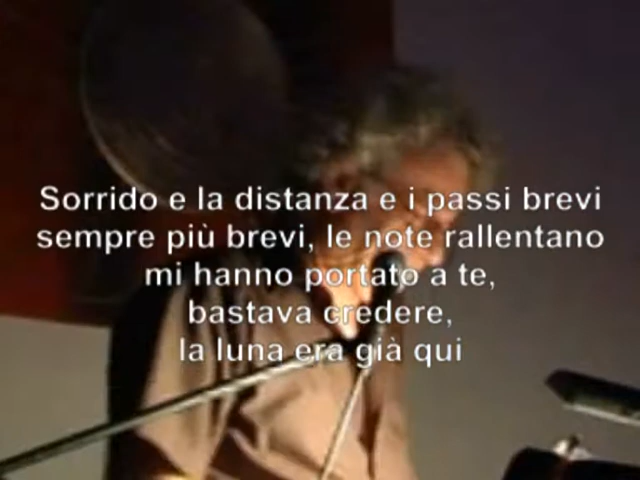 Sorrido e la distanza e i passi brevi
sempre più brevi, le note rallentano
mi hanno portato a te,
bastava credere,
la luna era già qui